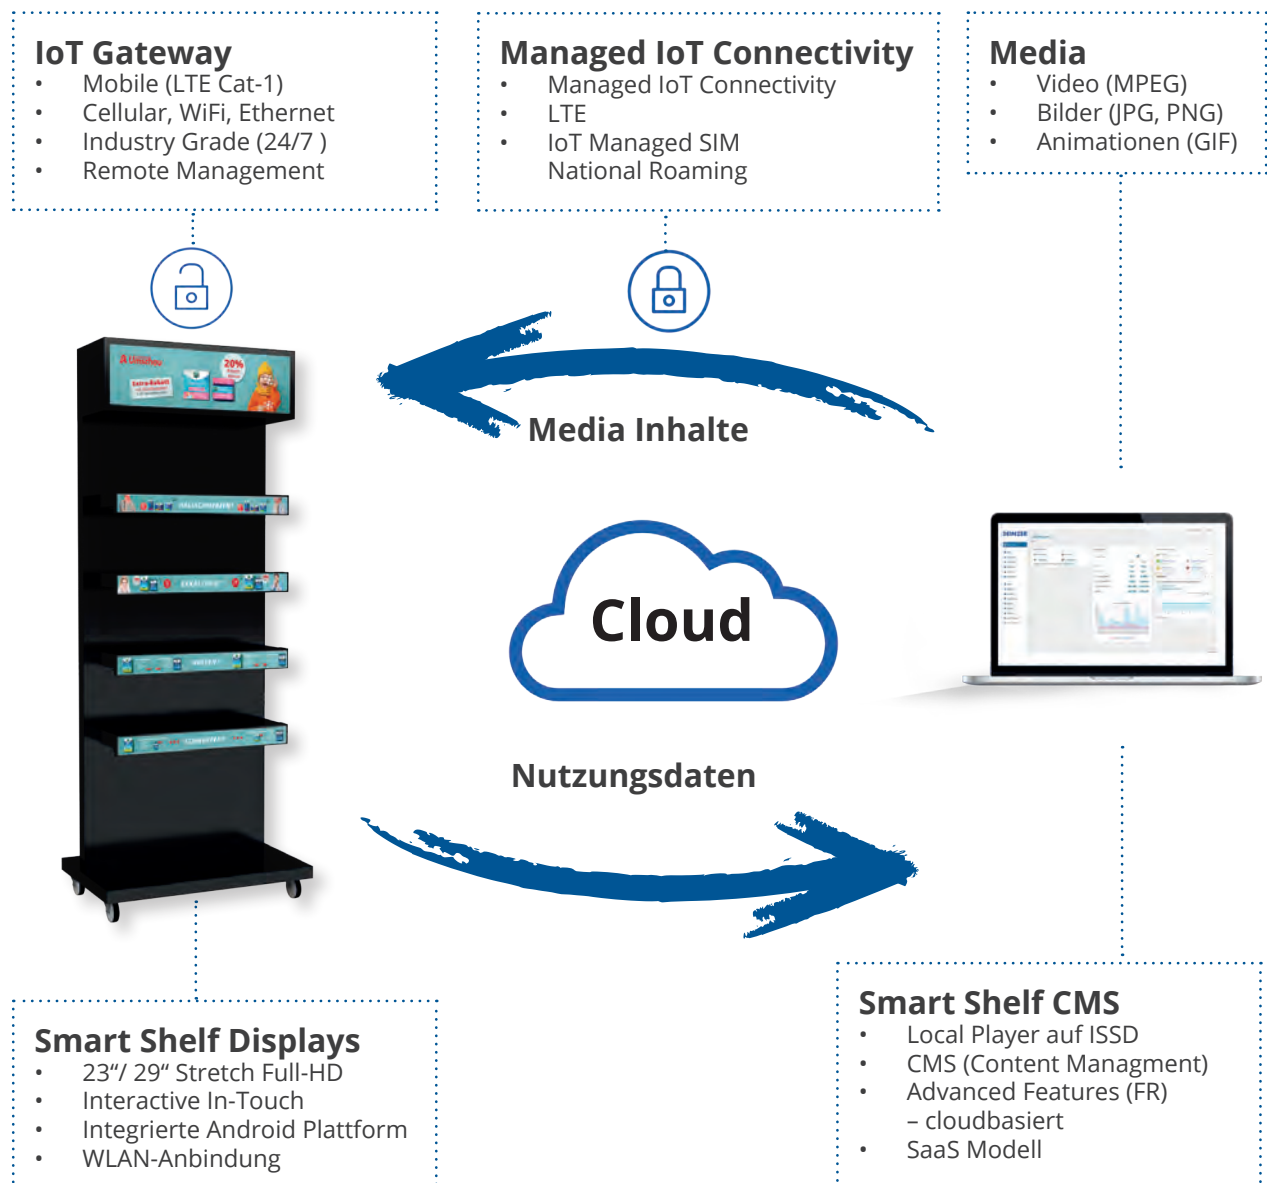 IoT Gateway
• Mobile (LTE Cat-1)
• Cellular, WiFi, Ethernet
• Industry Grade (24/7 )
• Remote Management
Managed IoT Connectivity
• Managed IoT Connectivity
• LTE
• IoT Managed SIM
National Roaming
Media
• Video (MPEG)
• Bilder (JPG, PNG)
• Animationen (GIF)
20%
Extra-Rabatt
Media Inhalte
Cloud
Nutzungsdaten
Smart Shelf Displays
• 23“/ 29“ Stretch Full-HD
• Interactive In-Touch
• Integrierte Android Plattform
• WLAN-Anbindung
Smart Shelf CMS
• Local Player auf ISSD
• CMS (Content Managment)
• Advanced Features (FR)
– cloudbasiert
• SaaS Modell